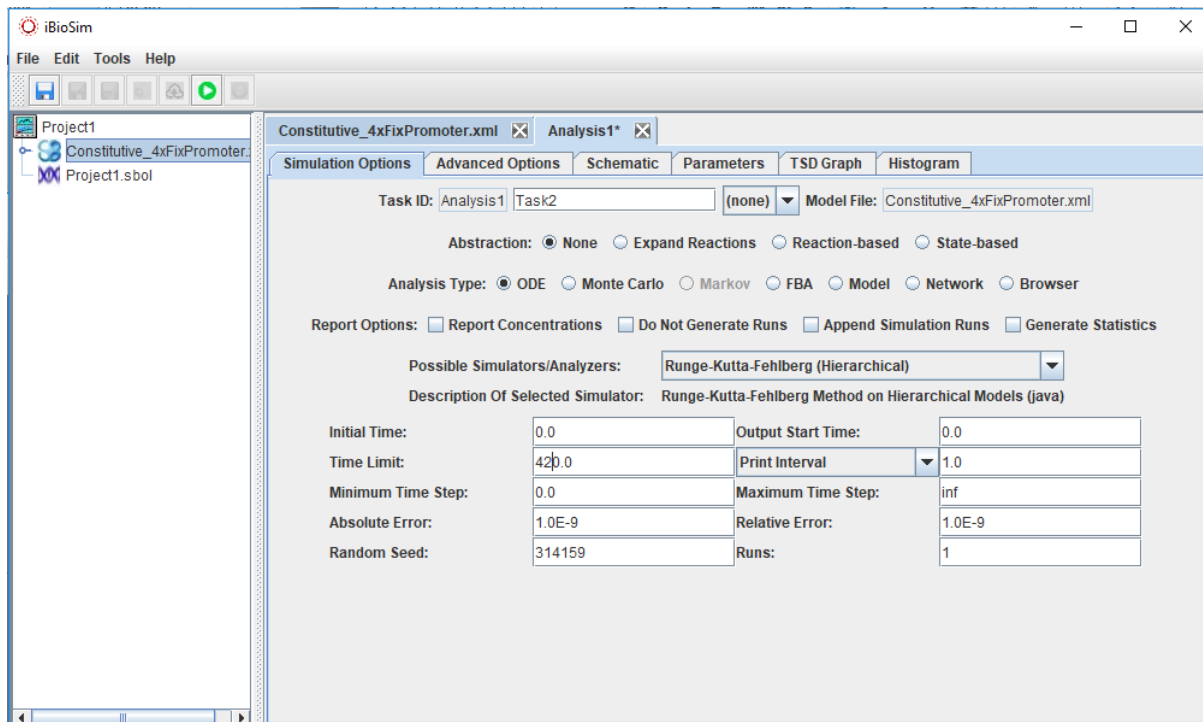 iBioSim
File Edit Tools Help
Project1
Constitutive_4xFixPromoter.
Project1.sbol
Constitutive_4xFixPromoter.xml Analysis1*
Simulation Options Advanced Options Schematic Parameters TSD Graph Histogram
Task ID: Analysis1 Task2 (none) Model File: Constitutive_4xFixPromoter.xml
Abstraction: None Expand Reactions Reaction-based State-based
Analysis Type: ODE Monte Carlo Markov FBA Model Network Browser
Report Options: Report Concentrations Do Not Generate Runs Append Simulation Runs Generate Statistics
Possible Simulators/Analyzers: Runge-Kutta-Fehlberg (Hierarchical)
Description Of Selected Simulator: Runge-Kutta-Fehlberg Method on Hierarchical Models (java)
Initial Time: 0.0 Output Start Time: 0.0
Time Limit: 420.0 Print Interval 1.0
Minimum Time Step: 0.0 Maximum Time Step: inf
Absolute Error: 1.0E-9 Relative Error: 1.0E-9
Random Seed: 314159 Runs: 1